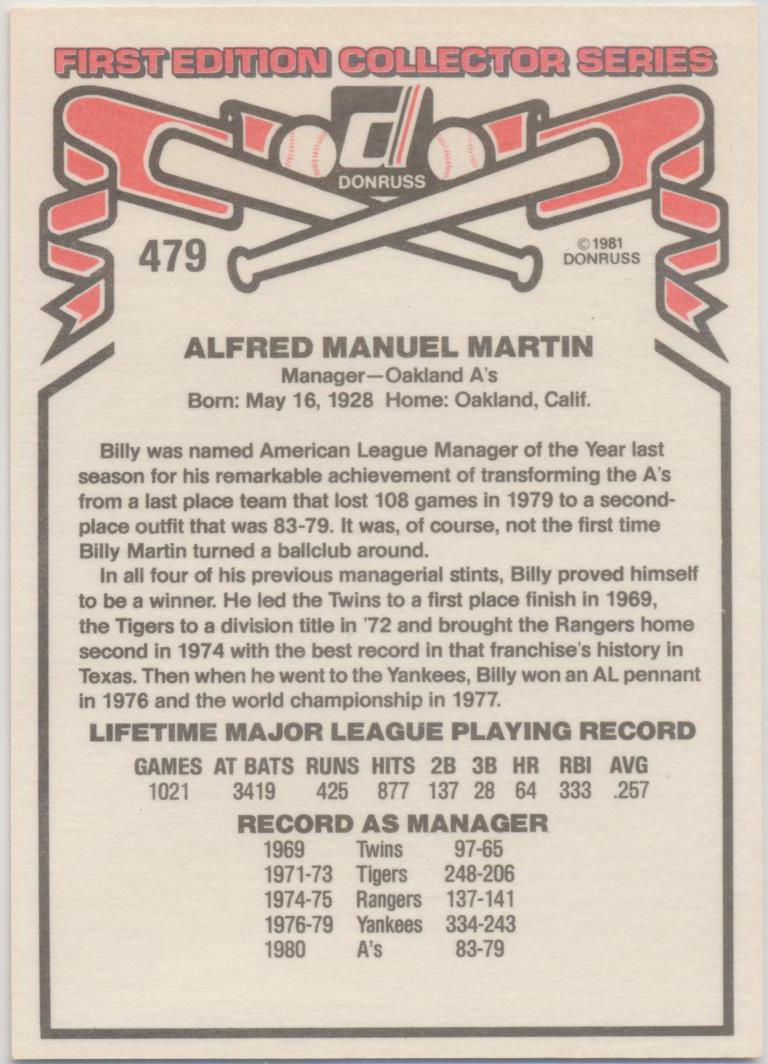 FIRST EDITION COLLECTOR SERIES
d
DONRUSS
479
© 1981
DONRUSS
ALFRED MANUEL MARTIN
Manager—Oakland A's
Born: May 16, 1928 Home: Oakland, Calif.
Billy was named American League Manager of the Year last
season for his remarkable achievement of transforming the A's
from a last place team that lost 108 games in 1979 to a second-
place outfit that was 83-79. It was, of course, not the first time
Billy Martin turned a ballclub around.
In all four of his previous managerial stints, Billy proved himself
to be a winner. He led the Twins to a first place finish in 1969,
the Tigers to a division title in '72 and brought the Rangers home
second in 1974 with the best record in that franchise's history in
Texas. Then when he went to the Yankees, Billy won an AL pennant
in 1976 and the world championship in 1977.
LIFETIME MAJOR LEAGUE PLAYING RECORD
GAMES AT BATS RUNS HITS 2B 3B HR RBI AVG
1021 3419 425 877 137 28 64 333 .257
RECORD AS MANAGER
1969 Twins 97-65
1971-73 Tigers 248-206
1974-75 Rangers 137-141
1976-79 Yankees 334-243
1980 A's 83-79